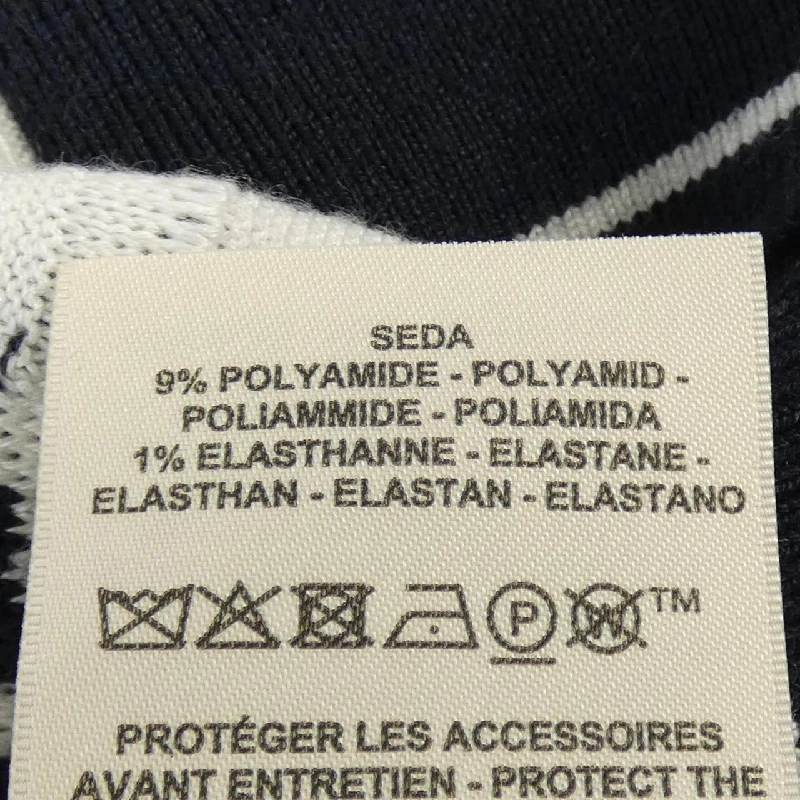 SEDA
9% POLYAMIDE - POLYAMID -
POLIAMMIDE - POLIAMIDA
1% ELASTHANNE - ELASTANE -
ELASTHAN - ELASTAN - ELASTANO
P W TM
PROTÉGER LES ACCESSOIRES
AVANT ENTRETIEN - PROTECT THE